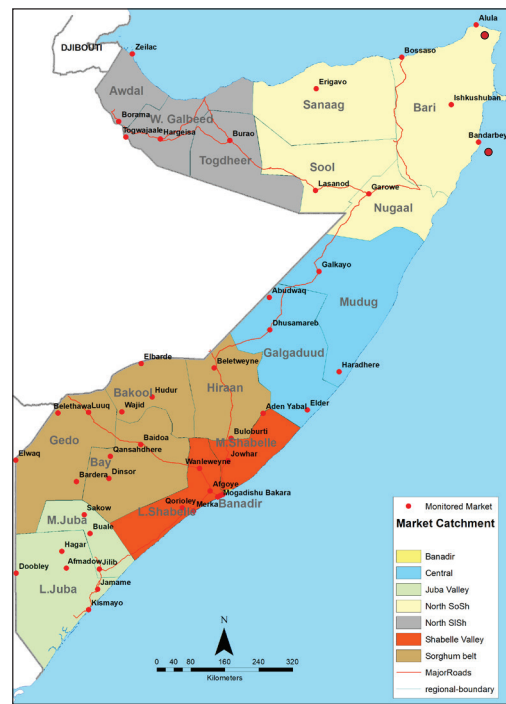 Alula
DJIBOUTI
Zeilac
Bossaso
Awdal
Erigavo
Sanaag
Bari
Ishkushuban
Borama
W. Galbeed
Togwajaale
Hargeisa
Burao
Bandarbey
Togdheer
Sool
Lasanod
Garowe
Nugaal
Galkayo
Abudwaq
Mudug
Dhusamareb
Galgaduud
Elbarde
Beletweyne
Haradhere
Bakool
Hudur
Hiraan
Belethawa
Luuq
Wajid
Aden Yabal
Elder
Gedo
Baidoa
Buloburti
M.Shabelle
Elwaq
Bay
Qansahdhere
Jowhar
Wanleweyne
Bardera
Dinsor
Afgoye
Mogadishu Bakara
Banadir
Qorioley
Merka
L.Shabelle
Sakow
M.Juba
Buale
Hagar
Doobley
Afmadow
Jilib
L.Juba
Jamame
Kismayo
N
0 40 80 160 240 320
Kilometers
Monitored Market
Market Catchment
Banadir
Central
Juba Valley
North SoSh
North SlSh
Shabelle Valley
Sorghum belt
MajorRoads
regional-boundary